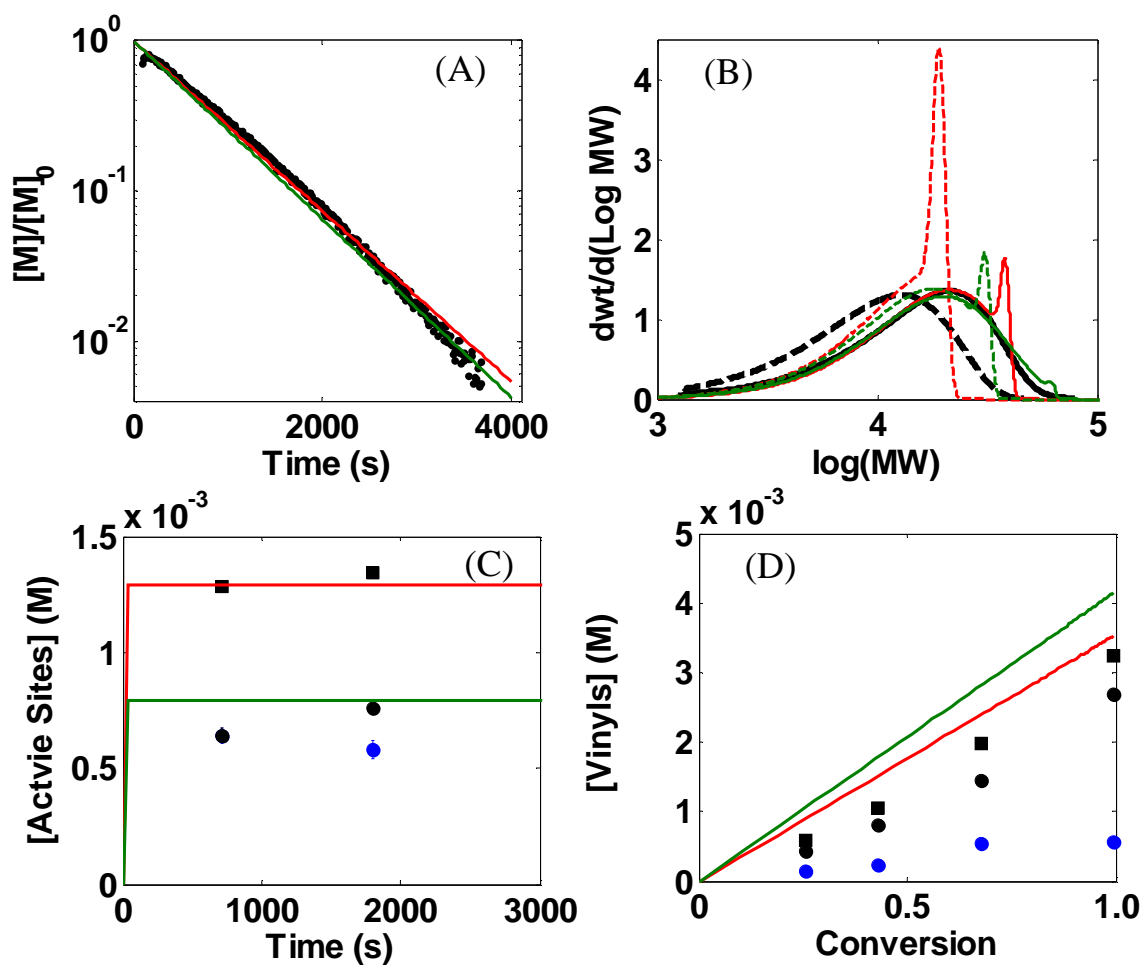 (A)
[M]/[M]0
10^0
10^-1
10^-2
0 2000 4000
Time (s)
(B)
dwt/d(Log MW)
4
3
2
1
0
3 4 5
log(MW)
(C)
x 10^-3
[Actvie Sites] (M)
1.5
1
0.5
0
0 1000 2000 3000
Time (s)
(D)
x 10^-3
[Vinyls] (M)
5
4
3
2
1
0
0 0.5 1.0
Conversion